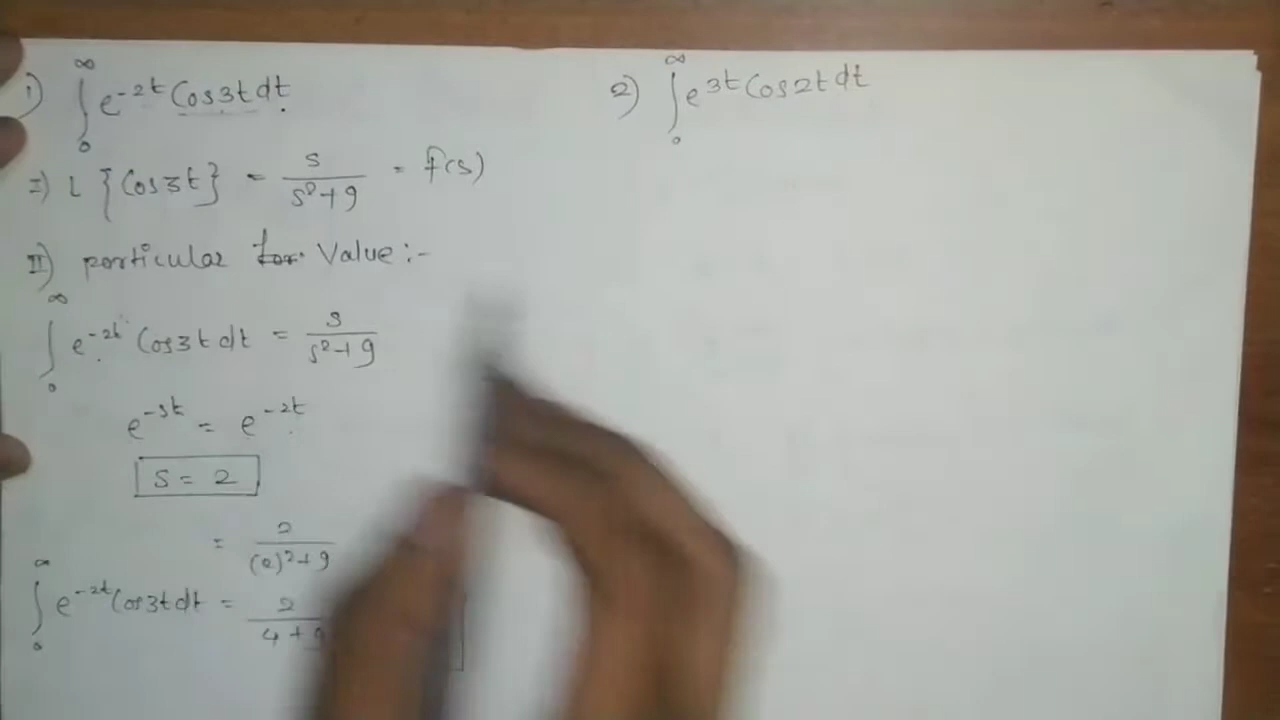 1) ∫₀^∞ e^-2t Cos3t dt
I) L {Cos3t} = s/(s²+9) = f(s)
II) particular for Value:-
∫₀^∞ e^-2t Cos3t dt = s/(s²+9)
e^-st = e^-2t
s = 2
= 2/((2)²+9)
∫₀^∞ e^-2t Cos3t dt = 2/(4+9
2) ∫₀^∞ e^3t Cos2t dt